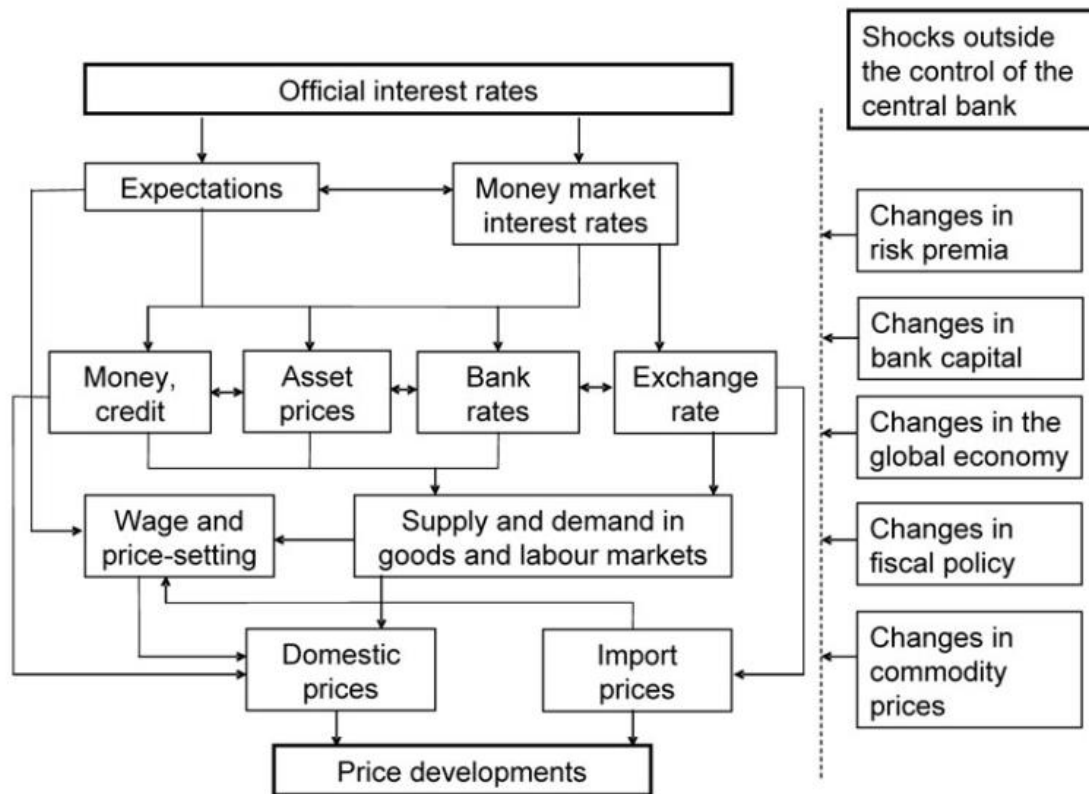 Official interest rates
Shocks outside
the control of the
central bank
Expectations
Money market
interest rates
Changes in
risk premia
Changes in
bank capital
Money,
credit
Asset
prices
Bank
rates
Exchange
rate
Changes in the
global economy
Wage and
price-setting
Supply and demand in
goods and labour markets
Changes in
fiscal policy
Domestic
prices
Import
prices
Changes in
commodity
prices
Price developments